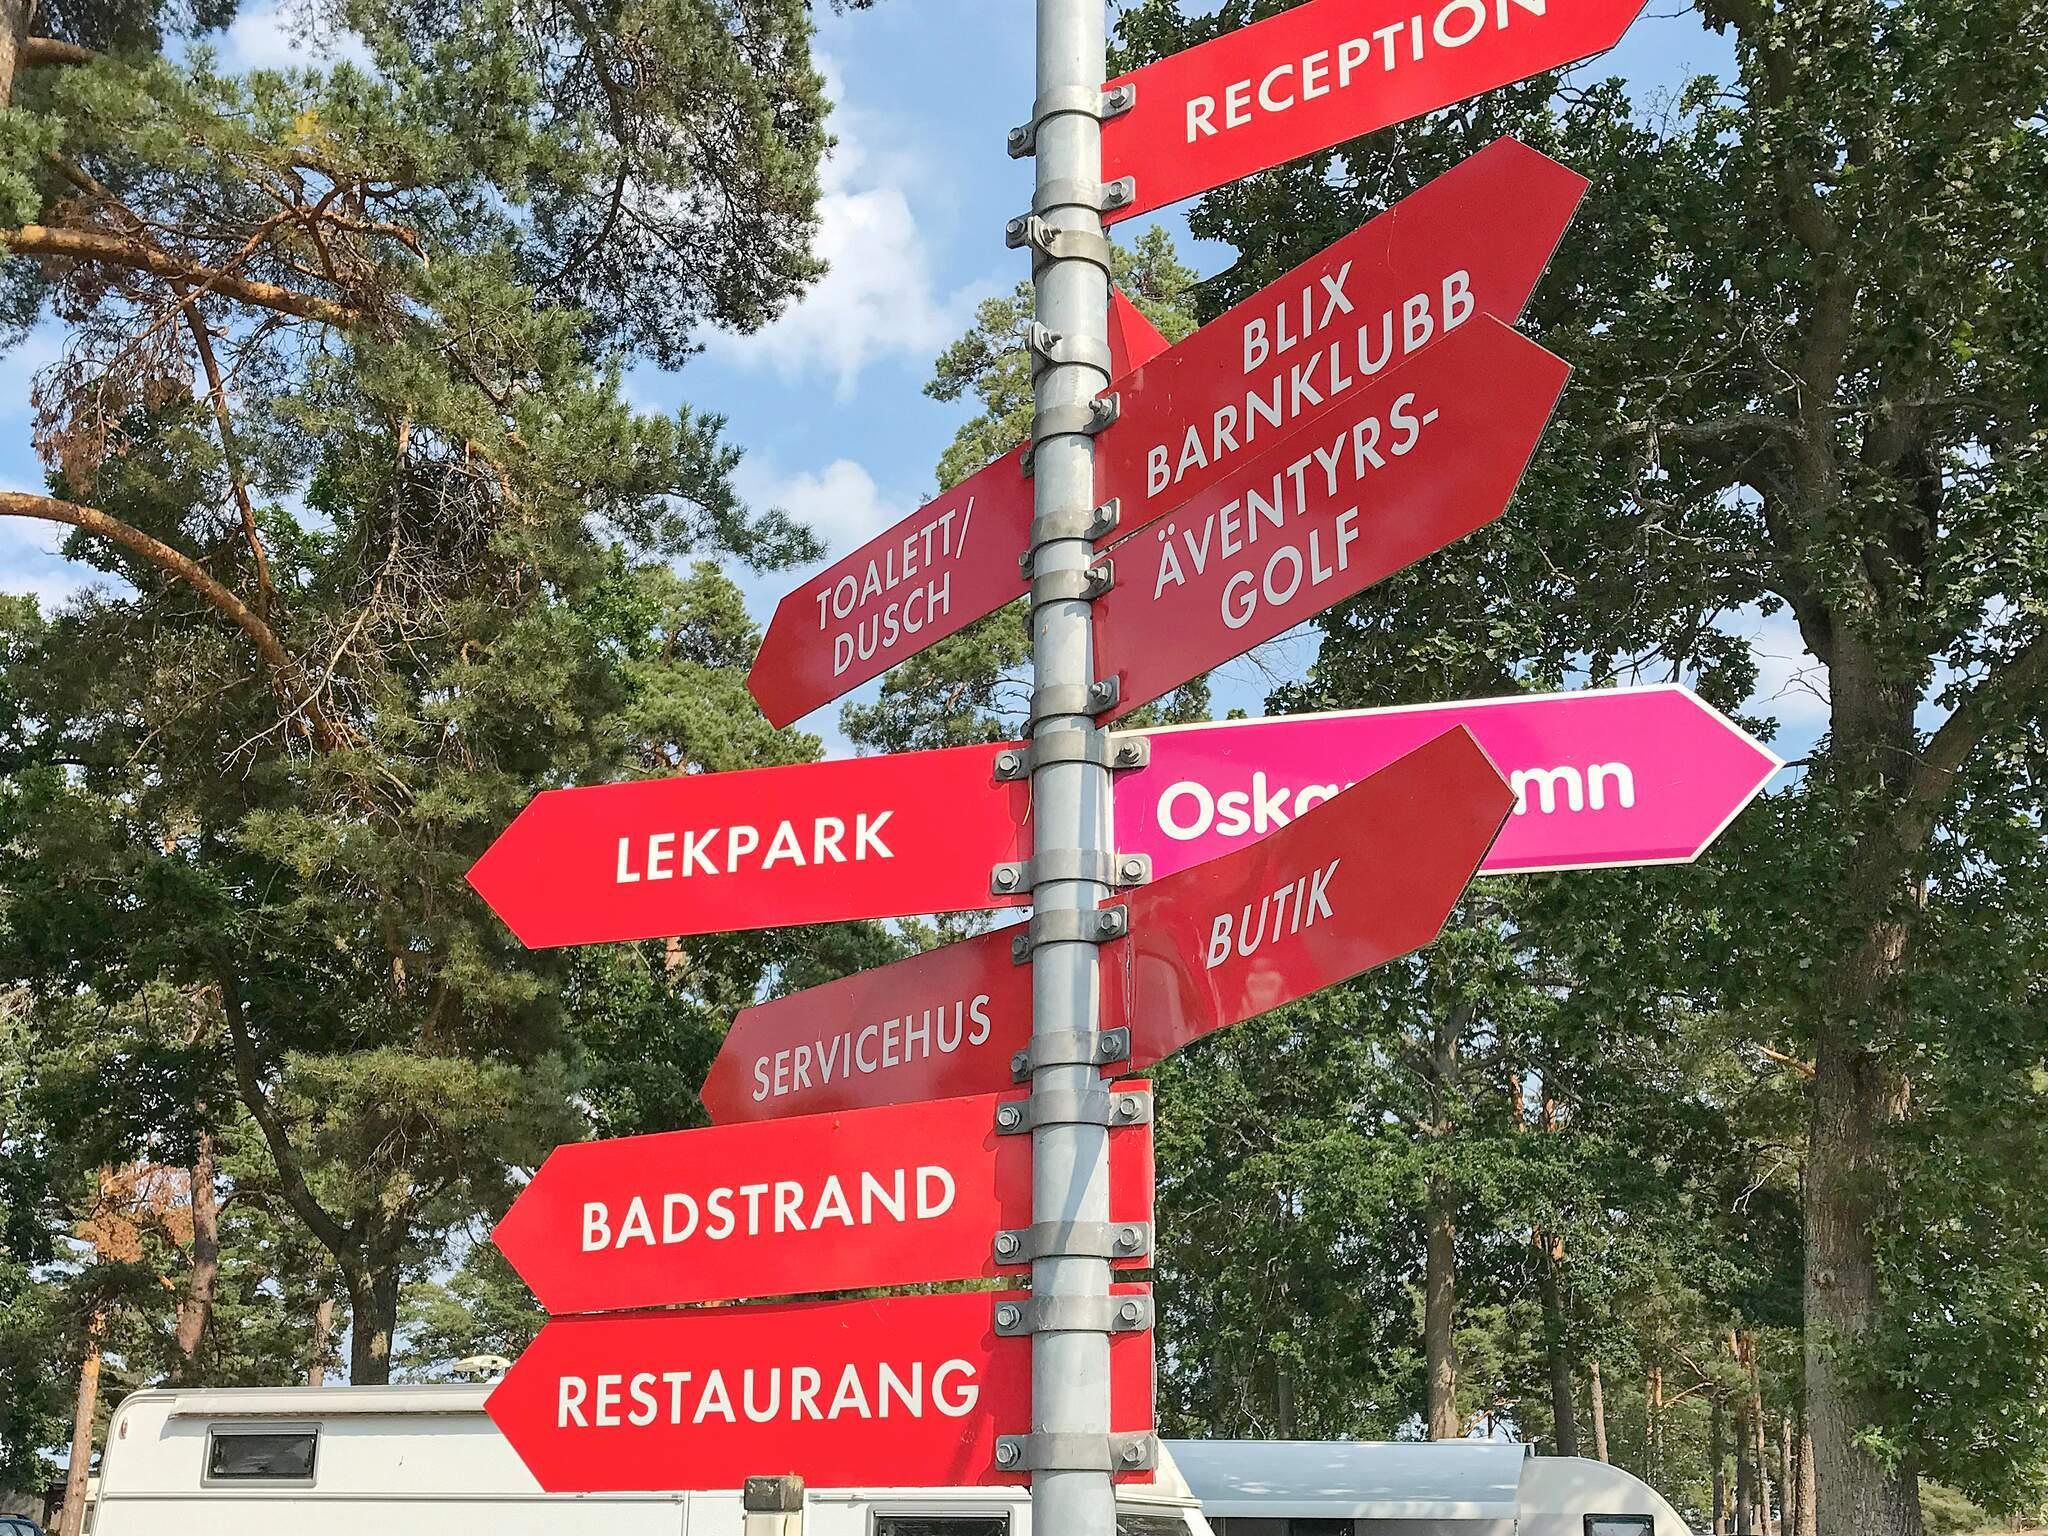 RECEPTION
BLIX
BARNKLUBB
ÄVENTYRS-
GOLF
TOALETT/
DUSCH
LEKPARK
BUTIK
SERVICEHUS
BADSTRAND
RESTAURANG